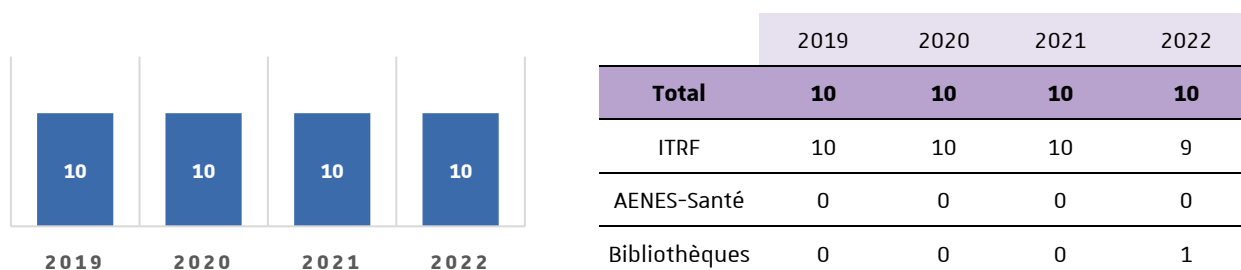 10 10 10 10
2019 2020 2021 2022
2019 2020 2021 2022
Total 10 10 10 10
ITRF 10 10 10 9
AENES-Santé 0 0 0 0
Bibliothèques 0 0 0 1